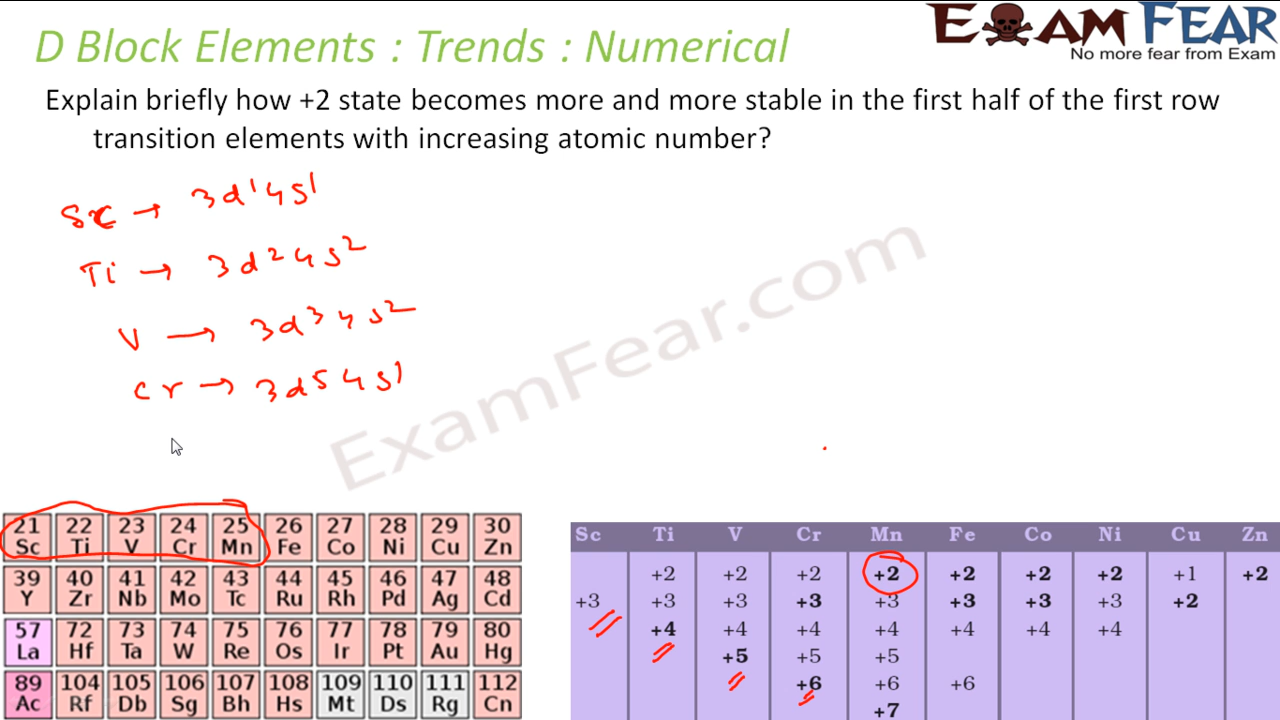 D Block Elements : Trends : Numerical
EXAM FEAR
No more fear from Exam
Explain briefly how +2 state becomes more and more stable in the first half of the first row
transition elements with increasing atomic number?
Sc → 3d¹4s¹
Ti → 3d²4s²
V → 3d³4s²
Cr → 3d⁵4s¹
ExamFear.com
21 22 23 24 25 26 27 28 29 30
Sc Ti V Cr Mn Fe Co Ni Cu Zn
39 40 41 42 43 44 45 46 47 48
Y Zr Nb Mo Tc Ru Rh Pd Ag Cd
57 72 73 74 75 76 77 78 79 80
La Hf Ta W Re Os Ir Pt Au Hg
89 104 105 106 107 108 109 110 111 112
Ac Rf Db Sg Bh Hs Mt Ds Rg Cn
Sc Ti V Cr Mn Fe Co Ni Cu Zn
+2 +2 +2 +2 +2 +2 +2 +1 +2
+3 +3 +3 +3 +3 +3 +3 +3 +2
+4 +4 +4 +4 +4 +4 +4
+5 +5 +5
+6 +6 +6
+7